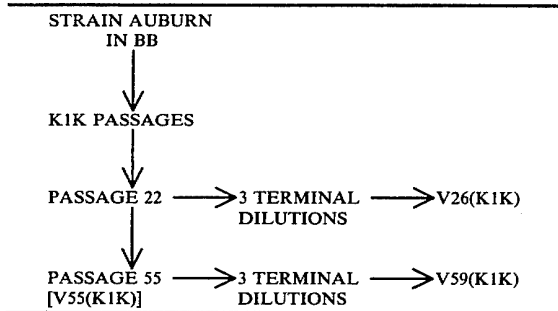 STRAIN AUBURN
IN BB
K1K PASSAGES
PASSAGE 22
3 TERMINAL
DILUTIONS
V26(K1K)
PASSAGE 55
[V55(K1K)]
3 TERMINAL
DILUTIONS
V59(K1K)